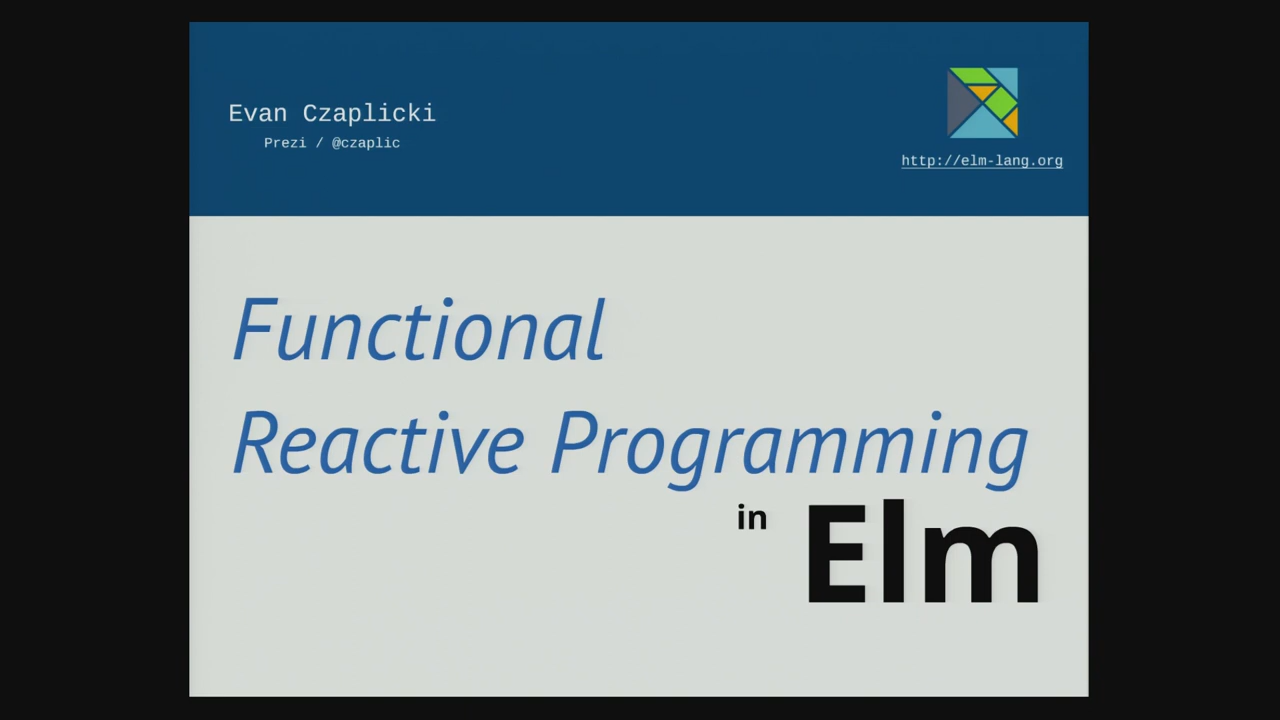 Evan Czaplicki
Prezi / @czaplic
http://elm-lang.org
Functional
Reactive Programming
in Elm